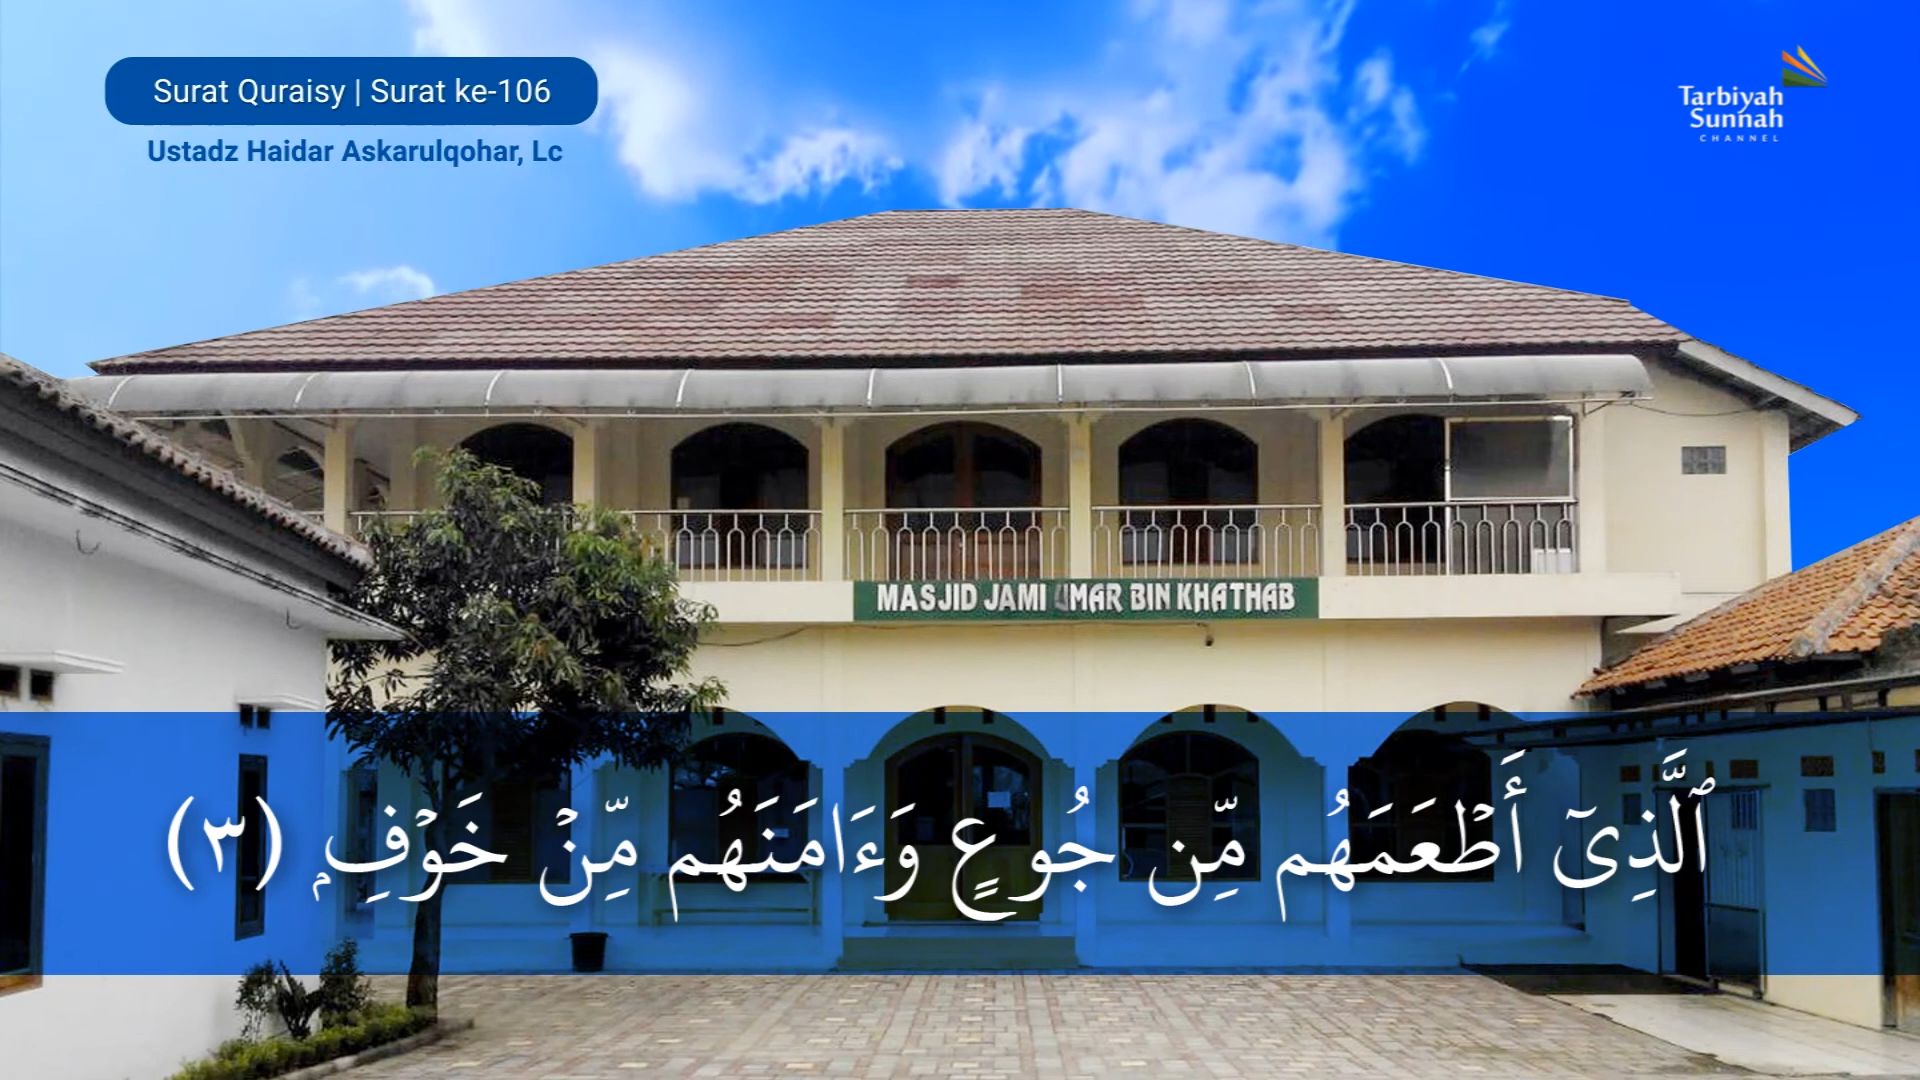 Surat Quraisy | Surat ke-106
Ustadz Haidar Askarulqohar, Lc
Tarbiyah
Sunnah
CHANNEL
MASJID JAMI UMAR BIN KHATHAB
ٱلَّذِىٓ أَطْعَمَهُم مِّن جُوعٍ وَءَامَنَهُم مِّنْ خَوْفٍۭ (٣)